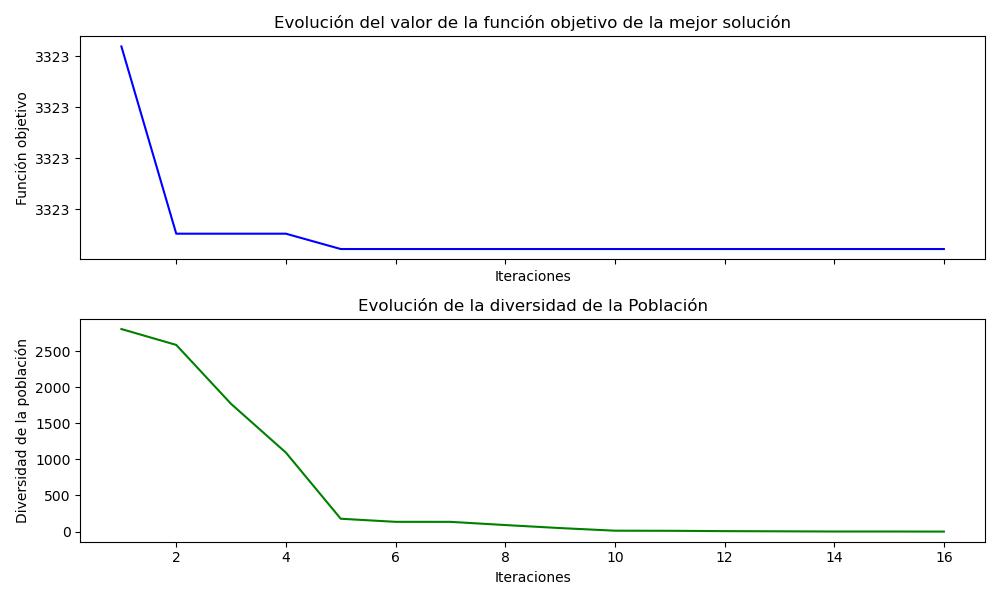 Evolución del valor de la función objetivo de la mejor solución
3323
3323
3323
3323
Función objetivo
Iteraciones
Evolución de la diversidad de la Población
2500
2000
1500
1000
500
0
Diversidad de la población
2 4 6 8 10 12 14 16
Iteraciones